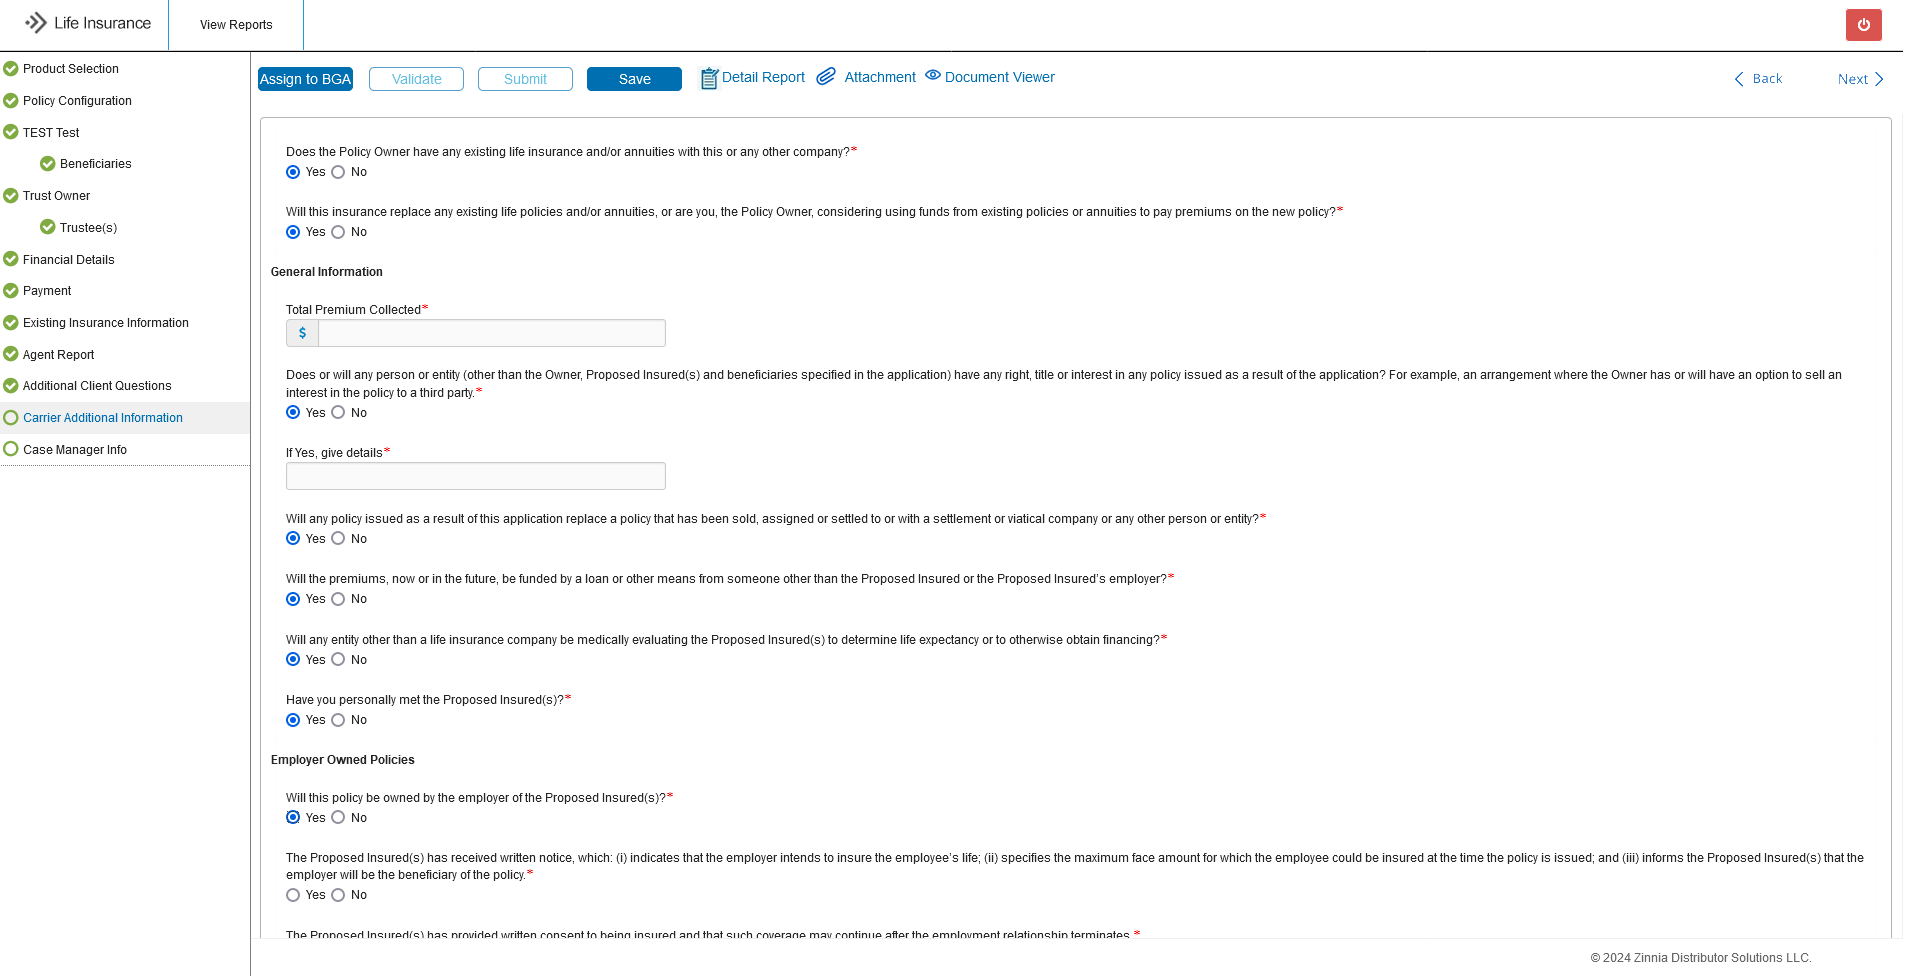 Life Insurance
View Reports
Product Selection
Policy Configuration
TEST Test
Beneficiaries
Trust Owner
Trustee(s)
Financial Details
Payment
Existing Insurance Information
Agent Report
Additional Client Questions
Carrier Additional Information
Case Manager Info
Assign to BGA Validate Submit Save Detail Report Attachment Document Viewer Back Next
Does the Policy Owner have any existing life insurance and/or annuities with this or any other company?*
Yes No
Will this insurance replace any existing life policies and/or annuities, or are you, the Policy Owner, considering using funds from existing policies or annuities to pay premiums on the new policy?*
Yes No
General Information
Total Premium Collected*
$
Does or will any person or entity (other than the Owner, Proposed Insured(s) and beneficiaries specified in the application) have any right, title or interest in any policy issued as a result of the application? For example, an arrangement where the Owner has or will have an option to sell an
interest in the policy to a third party.*
Yes No
If Yes, give details*
Will any policy issued as a result of this application replace a policy that has been sold, assigned or settled to or with a settlement or viatical company or any other person or entity?*
Yes No
Will the premiums, now or in the future, be funded by a loan or other means from someone other than the Proposed Insured or the Proposed Insured's employer?*
Yes No
Will any entity other than a life insurance company be medically evaluating the Proposed Insured(s) to determine life expectancy or to otherwise obtain financing?*
Yes No
Have you personally met the Proposed Insured(s)?*
Yes No
Employer Owned Policies
Will this policy be owned by the employer of the Proposed Insured(s)?*
Yes No
The Proposed Insured(s) has received written notice, which: (i) indicates that the employer intends to insure the employee's life; (ii) specifies the maximum face amount for which the employee could be insured at the time the policy is issued; and (iii) informs the Proposed Insured(s) that the
employer will be the beneficiary of the policy.*
Yes No
The Proposed Insured(s) has provided written consent to being insured and that such coverage may continue after the employment relationship terminates.*
© 2024 Zinnia Distributor Solutions LLC.